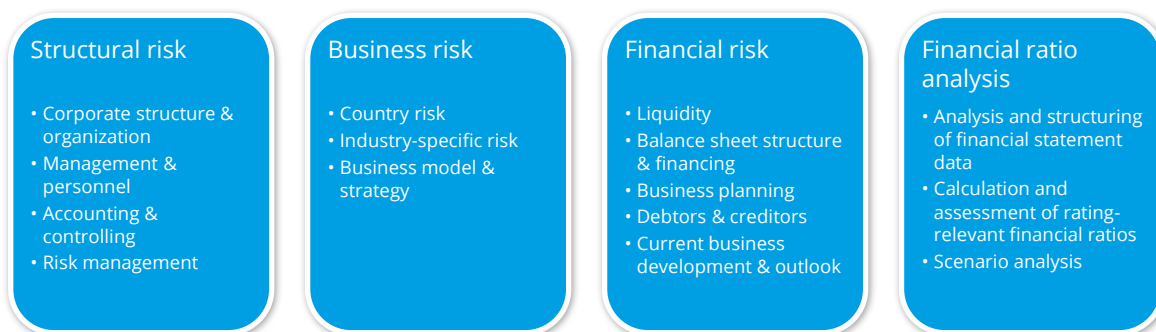 Structural risk
• Corporate structure &
organization
• Management &
personnel
• Accounting &
controlling
• Risk management
Business risk
• Country risk
• Industry-specific risk
• Business model &
strategy
Financial risk
• Liquidity
• Balance sheet structure
& financing
• Business planning
• Debtors & creditors
• Current business
development & outlook
Financial ratio
analysis
• Analysis and structuring
of financial statement
data
• Calculation and
assessment of rating-
relevant financial ratios
• Scenario analysis